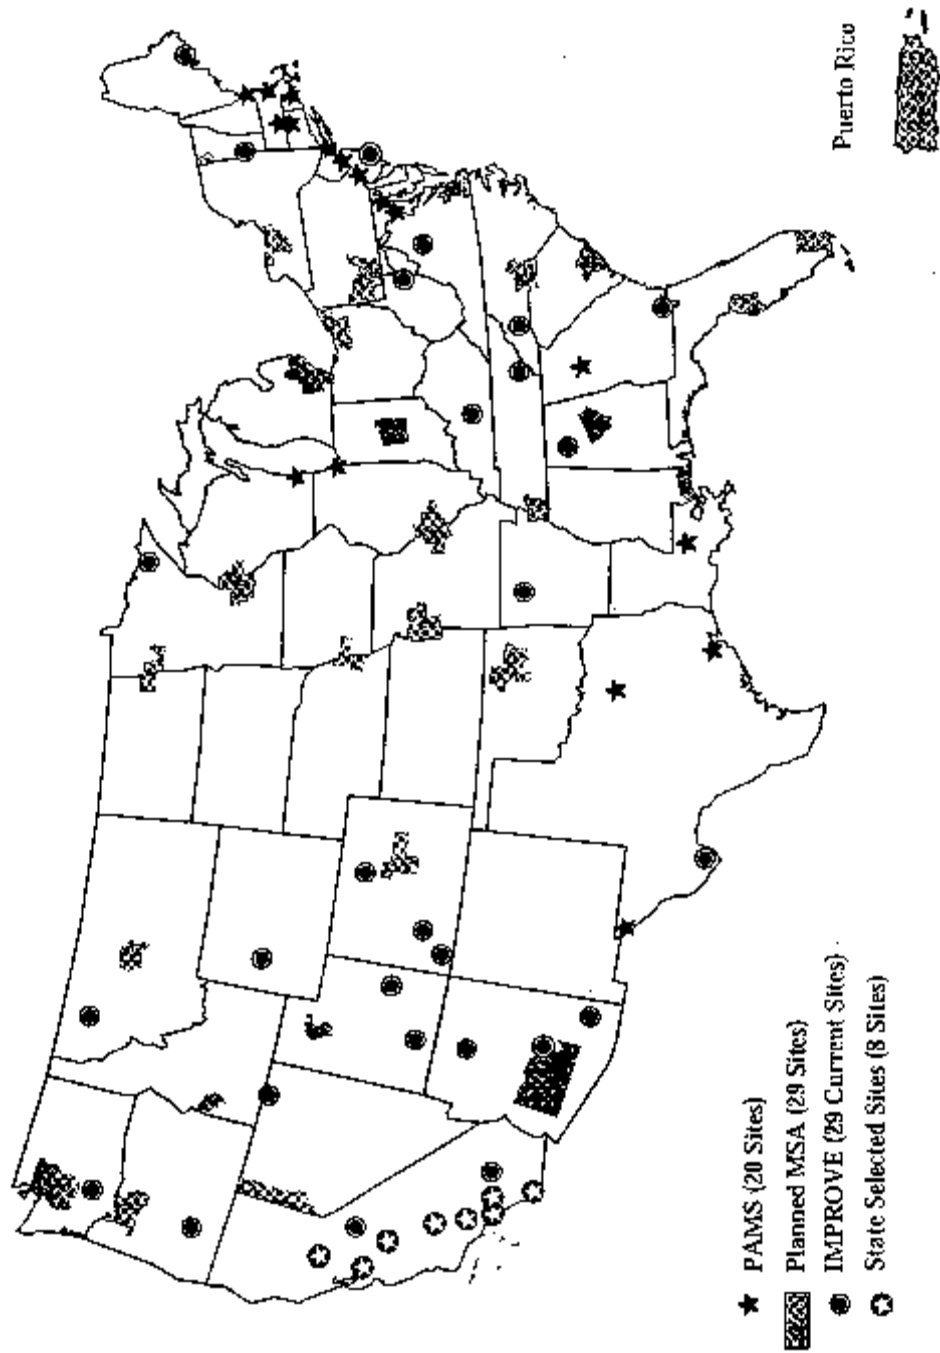 Puerto Rico
PAMS (20 Sites)
Planned MSA (29 Sites)
IMPROVE (29 Current Sites)
State Selected Sites (8 Sites)